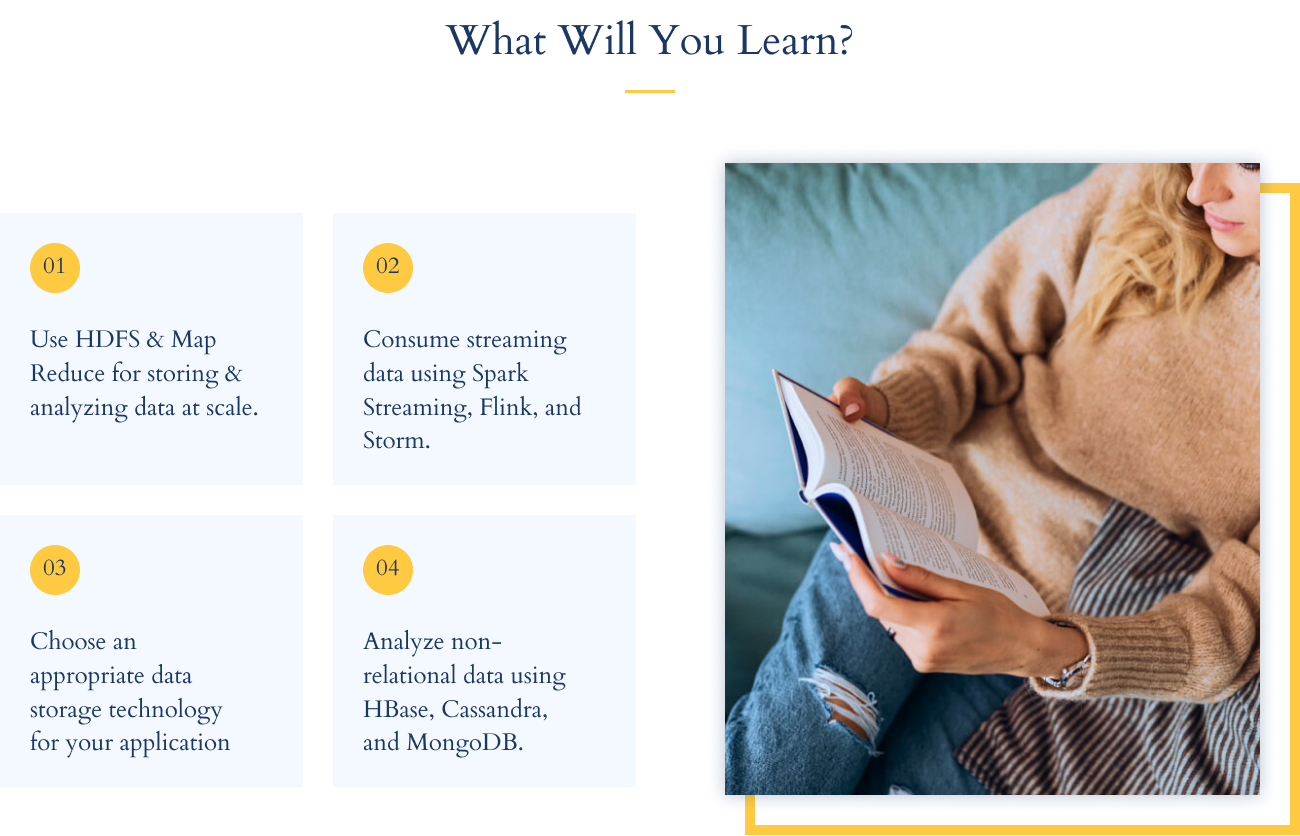 What Will You Learn?
01
Use HDFS & Map
Reduce for storing &
analyzing data at scale.
02
Consume streaming
data using Spark
Streaming, Flink, and
Storm.
03
Choose an
appropriate data
storage technology
for your application
04
Analyze non-
relational data using
HBase, Cassandra,
and MongoDB.